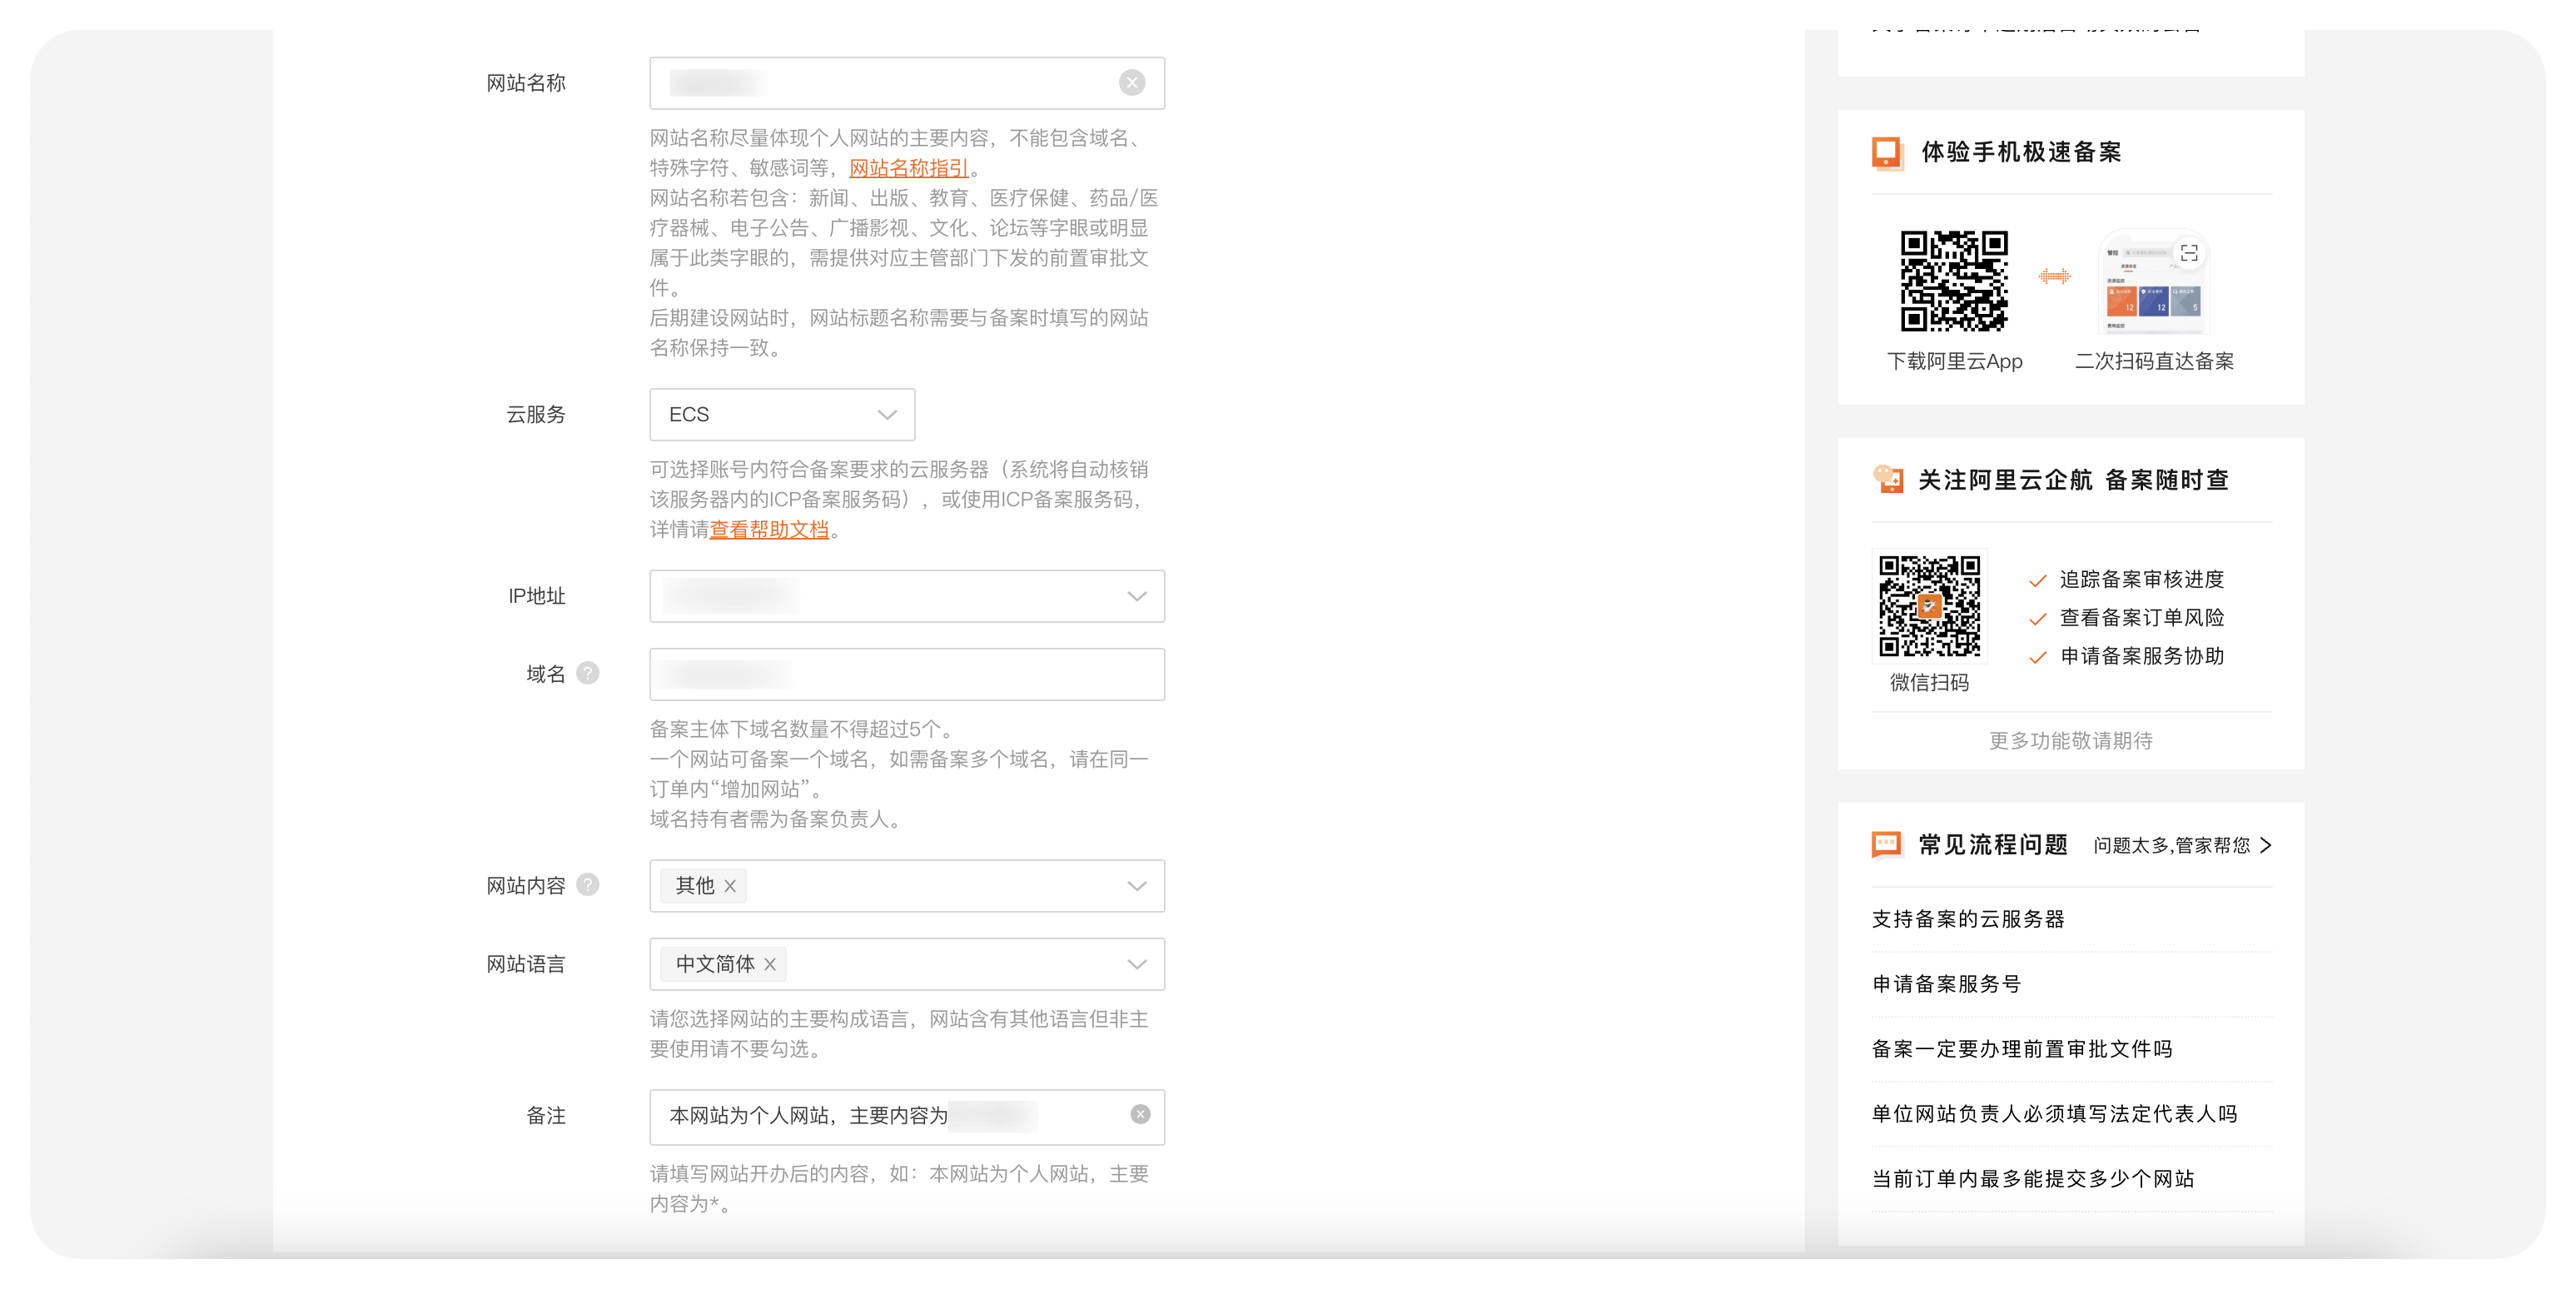 网站名称
网站名称尽量体现个人网站的主要内容，不能包含域名、
特殊字符、敏感词等，网站名称指引。
网站名称若包含：新闻、出版、教育、医疗保健、药品/医
疗器械、电子公告、广播影视、文化、论坛等字眼或明显
属于此类字眼的，需提供对应主管部门下发的前置审批文
件。
后期建设网站时，网站标题名称需要与备案时填写的网站
名称保持一致。
云服务
ECS
可选择账号内符合备案要求的云服务器（系统将自动核销
该服务器内的ICP备案服务码），或使用ICP备案服务码，
详情请查看帮助文档。
IP地址
域名
备案主体下域名数量不得超过5个。
一个网站可备案一个域名，如需备案多个域名，请在同一
订单内“增加网站”。
域名持有者需为备案负责人。
网站内容
其他
网站语言
中文简体
请您选择网站的主要构成语言，网站含有其他语言但非主
要使用请不要勾选。
备注
本网站为个人网站，主要内容为
请填写网站开办后的内容，如：本网站为个人网站，主要
内容为*。
体验手机极速备案
下载阿里云App
二次扫码直达备案
关注阿里云企航 备案随时查
追踪备案审核进度
查看备案订单风险
申请备案服务协助
微信扫码
更多功能敬请期待
常见流程问题
问题太多,管家帮您
支持备案的云服务器
申请备案服务号
备案一定要办理前置审批文件吗
单位网站负责人必须填写法定代表人吗
当前订单内最多能提交多少个网站